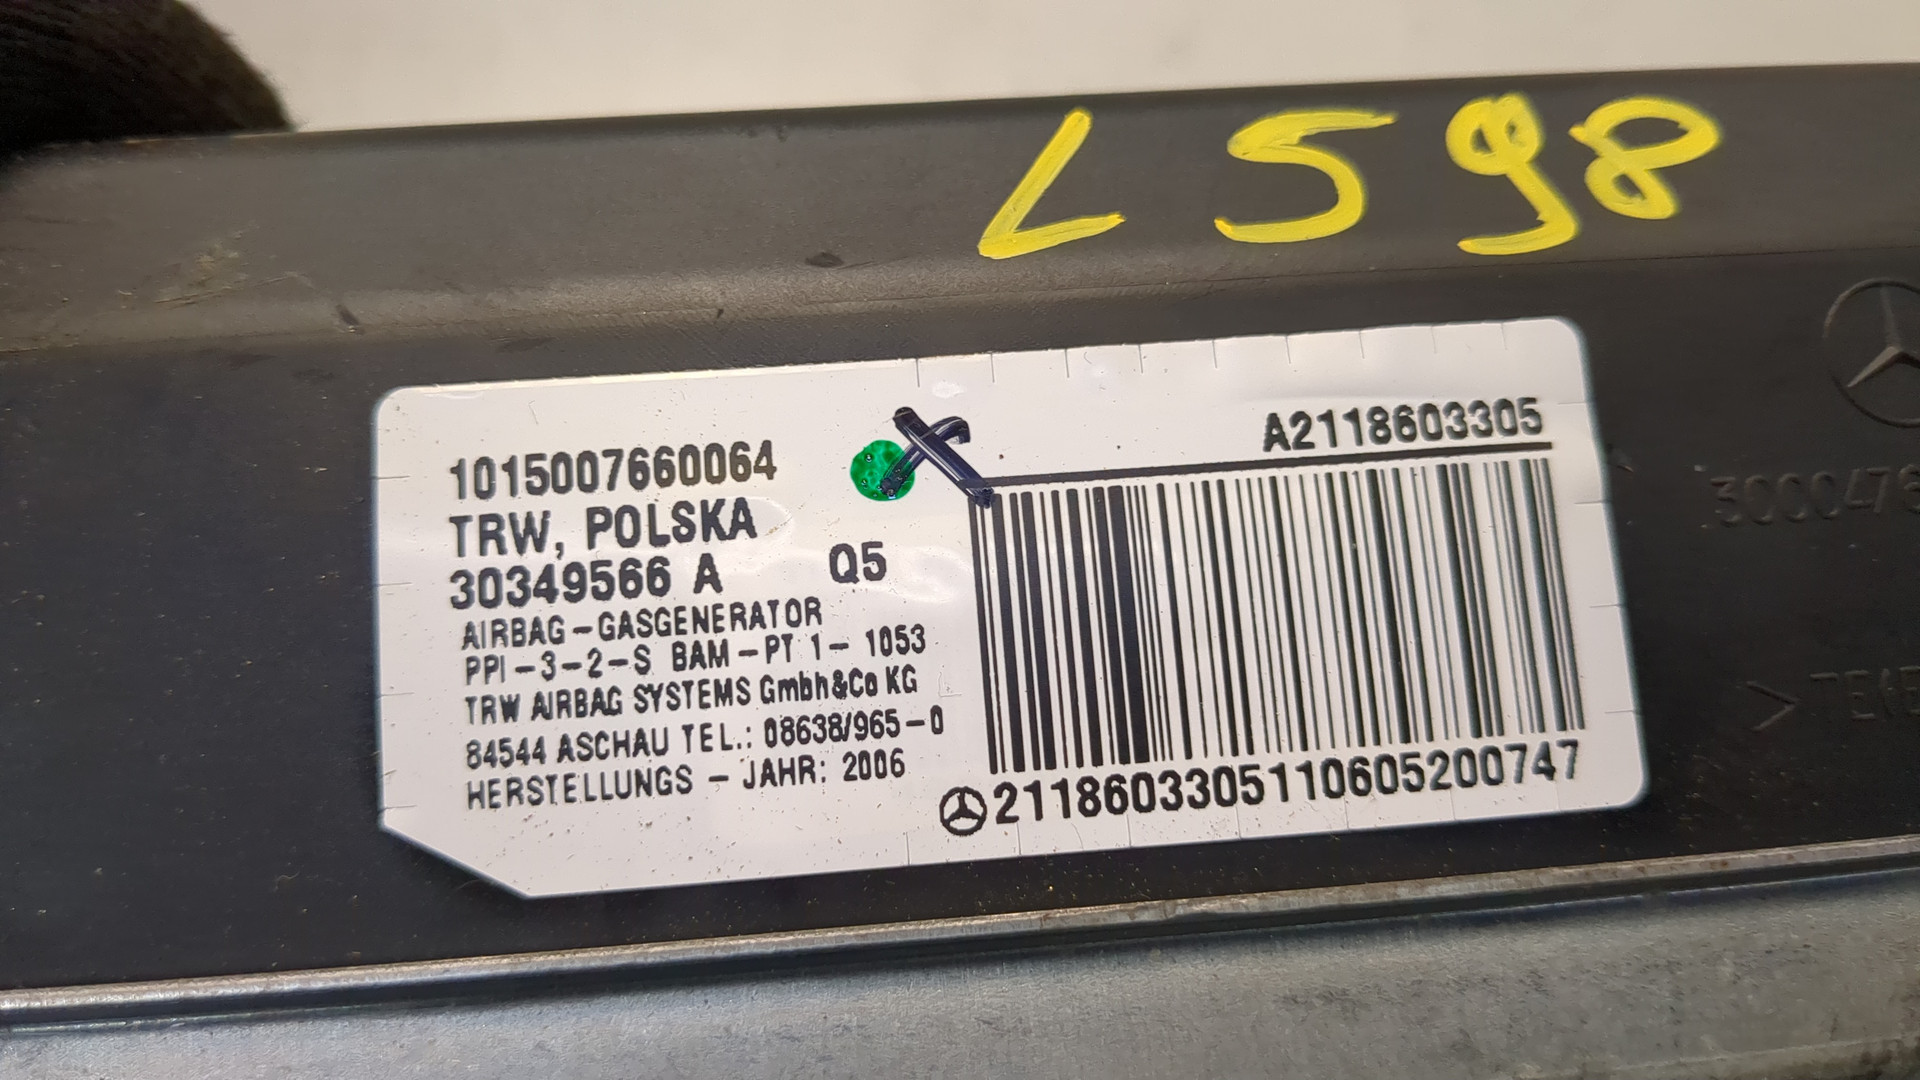 L598
A2118603305
1015007660064
TRW, POLSKA
30349566 A Q5
AIRBAG-GASGENERATOR
PPI-3-2-S BAM-PT 1- 1053
TRW AIRBAG SYSTEMS Gmbh&Co KG
84544 ASCHAU TEL.: 08638/965-0
HERSTELLUNGS - JAHR: 2006
2118603305110605200747
3000476